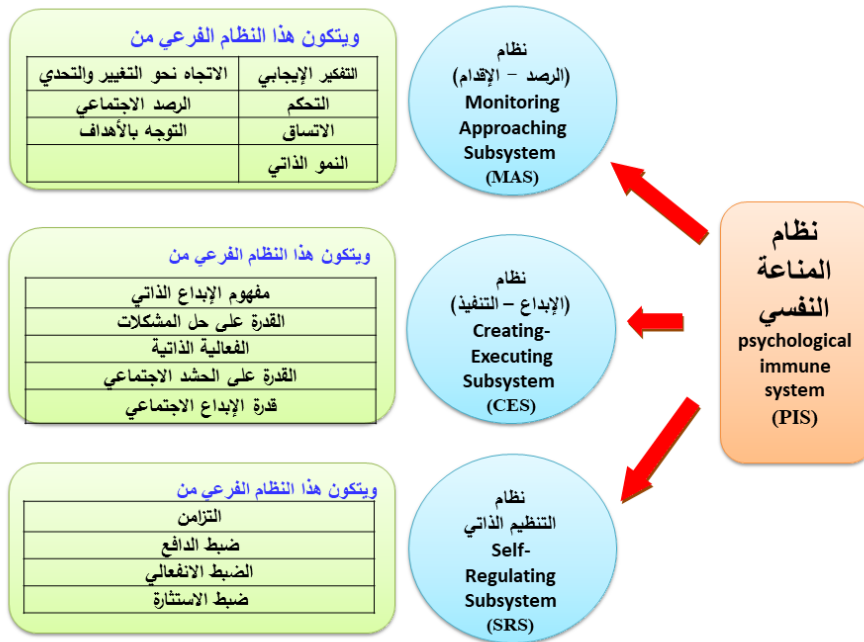 نظام
المناعة
النفسي
psychological
immune
system
(PIS)
نظام
(الرصد – الإقدام)
Monitoring
Approaching
Subsystem
(MAS)
ويتكون هذا النظام الفرعي من
التفكير الإيجابي الاتجاه نحو التغيير والتحدي
التحكم الرصد الاجتماعي
الاتساق التوجه بالأهداف
النمو الذاتي
نظام
(الإبداع – التنفيذ)
Creating-
Executing
Subsystem
(CES)
ويتكون هذا النظام الفرعي من
مفهوم الإبداع الذاتي
القدرة على حل المشكلات
الفعالية الذاتية
القدرة على الحشد الاجتماعي
قدرة الإبداع الاجتماعي
نظام
التنظيم الذاتي
Self-
Regulating
Subsystem
(SRS)
ويتكون هذا النظام الفرعي من
التزامن
ضبط الدافع
الضبط الانفعالي
ضبط الاستثارة